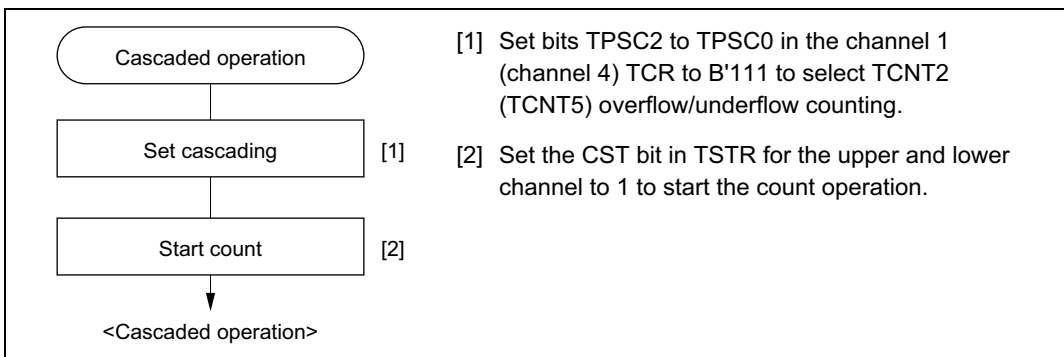 Cascaded operation
Set cascading
[1]
Start count
[2]
<Cascaded operation>
[1] Set bits TPSC2 to TPSC0 in the channel 1
(channel 4) TCR to B'111 to select TCNT2
(TCNT5) overflow/underflow counting.
[2] Set the CST bit in TSTR for the upper and lower
channel to 1 to start the count operation.